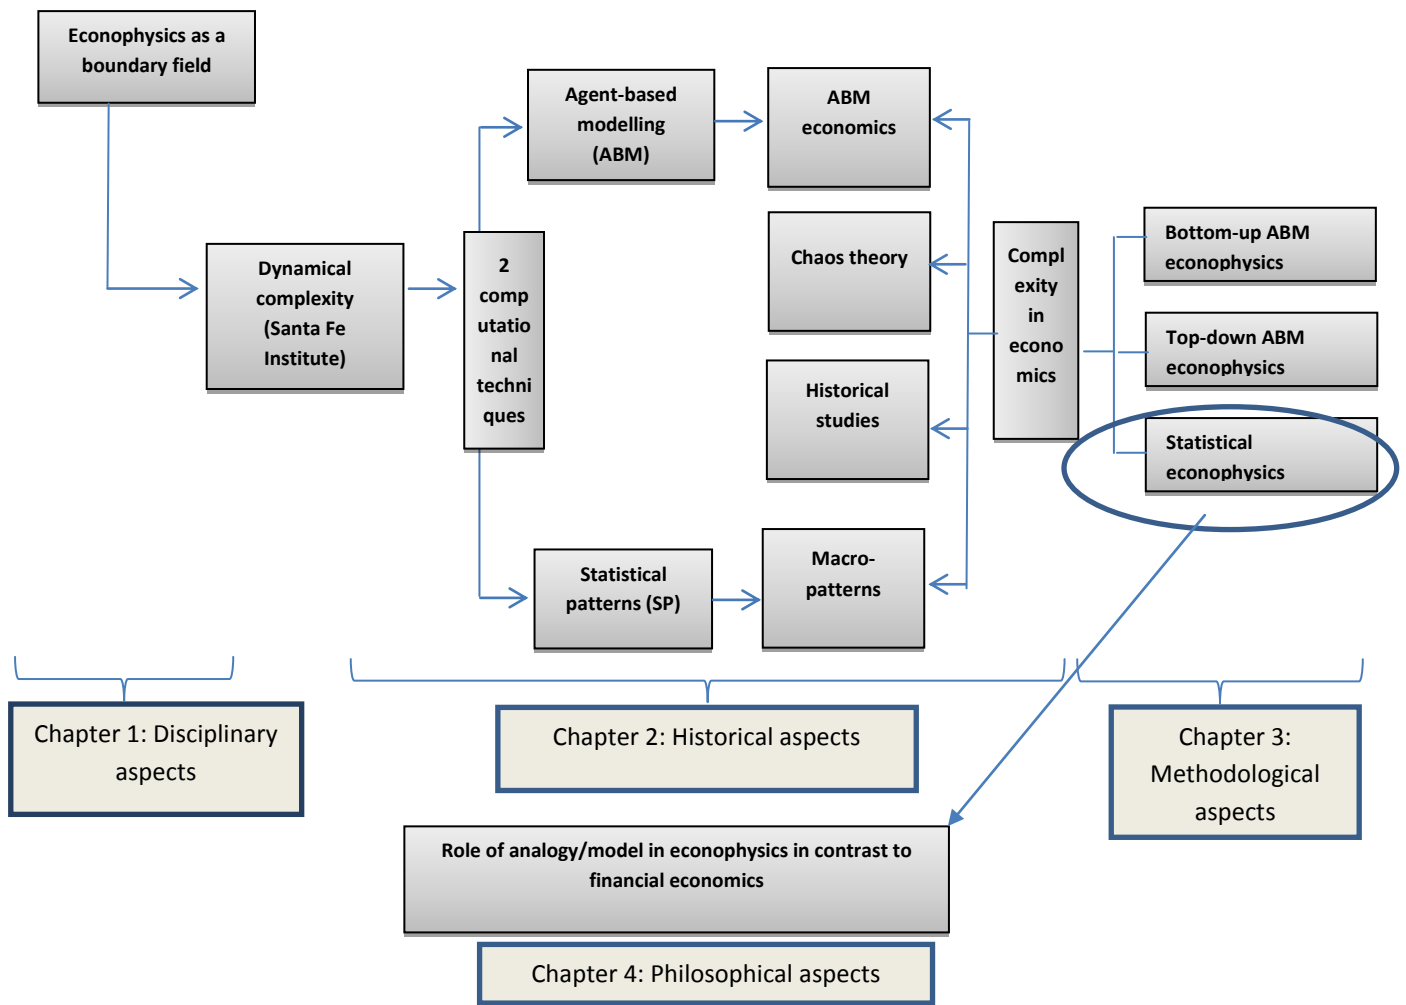 Econophysics as a
boundary field
Dynamical
complexity
(Santa Fe
Institute)
2
comp
utatio
nal
techni
ques
Agent-based
modelling
(ABM)
ABM
economics
Chaos theory
Historical
studies
Statistical
patterns (SP)
Macro-
patterns
Compl
exity
in
econo
mics
Bottom-up ABM
econophysics
Top-down ABM
econophysics
Statistical
econophysics
Chapter 1: Disciplinary
aspects
Chapter 2: Historical aspects
Chapter 3:
Methodological
aspects
Role of analogy/model in econophysics in contrast to
financial economics
Chapter 4: Philosophical aspects